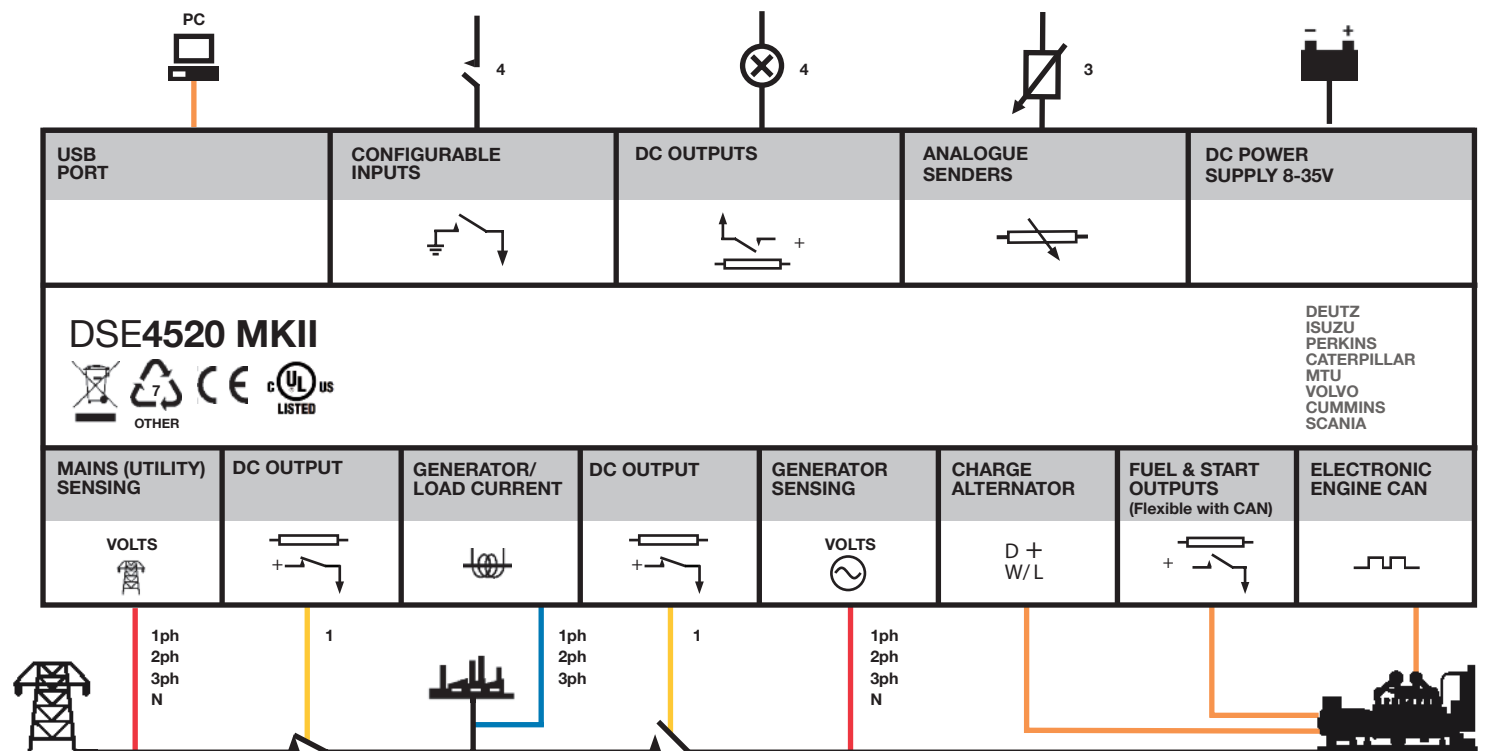 PC
4
4
3
− +
USB
PORT
CONFIGURABLE
INPUTS
DC OUTPUTS
ANALOGUE
SENDERS
DC POWER
SUPPLY 8-35V
+
DSE4520 MKII
7
OTHER
CE
c UL US
LISTED
DEUTZ
ISUZU
PERKINS
CATERPILLAR
MTU
VOLVO
CUMMINS
SCANIA
MAINS (UTILITY)
SENSING
DC OUTPUT
GENERATOR/
LOAD CURRENT
DC OUTPUT
GENERATOR
SENSING
CHARGE
ALTERNATOR
FUEL & START
OUTPUTS
(Flexible with CAN)
ELECTRONIC
ENGINE CAN
VOLTS
+
+
VOLTS
D +
W/L
+
1ph
2ph
3ph
N
1
1ph
2ph
3ph
1
1ph
2ph
3ph
N